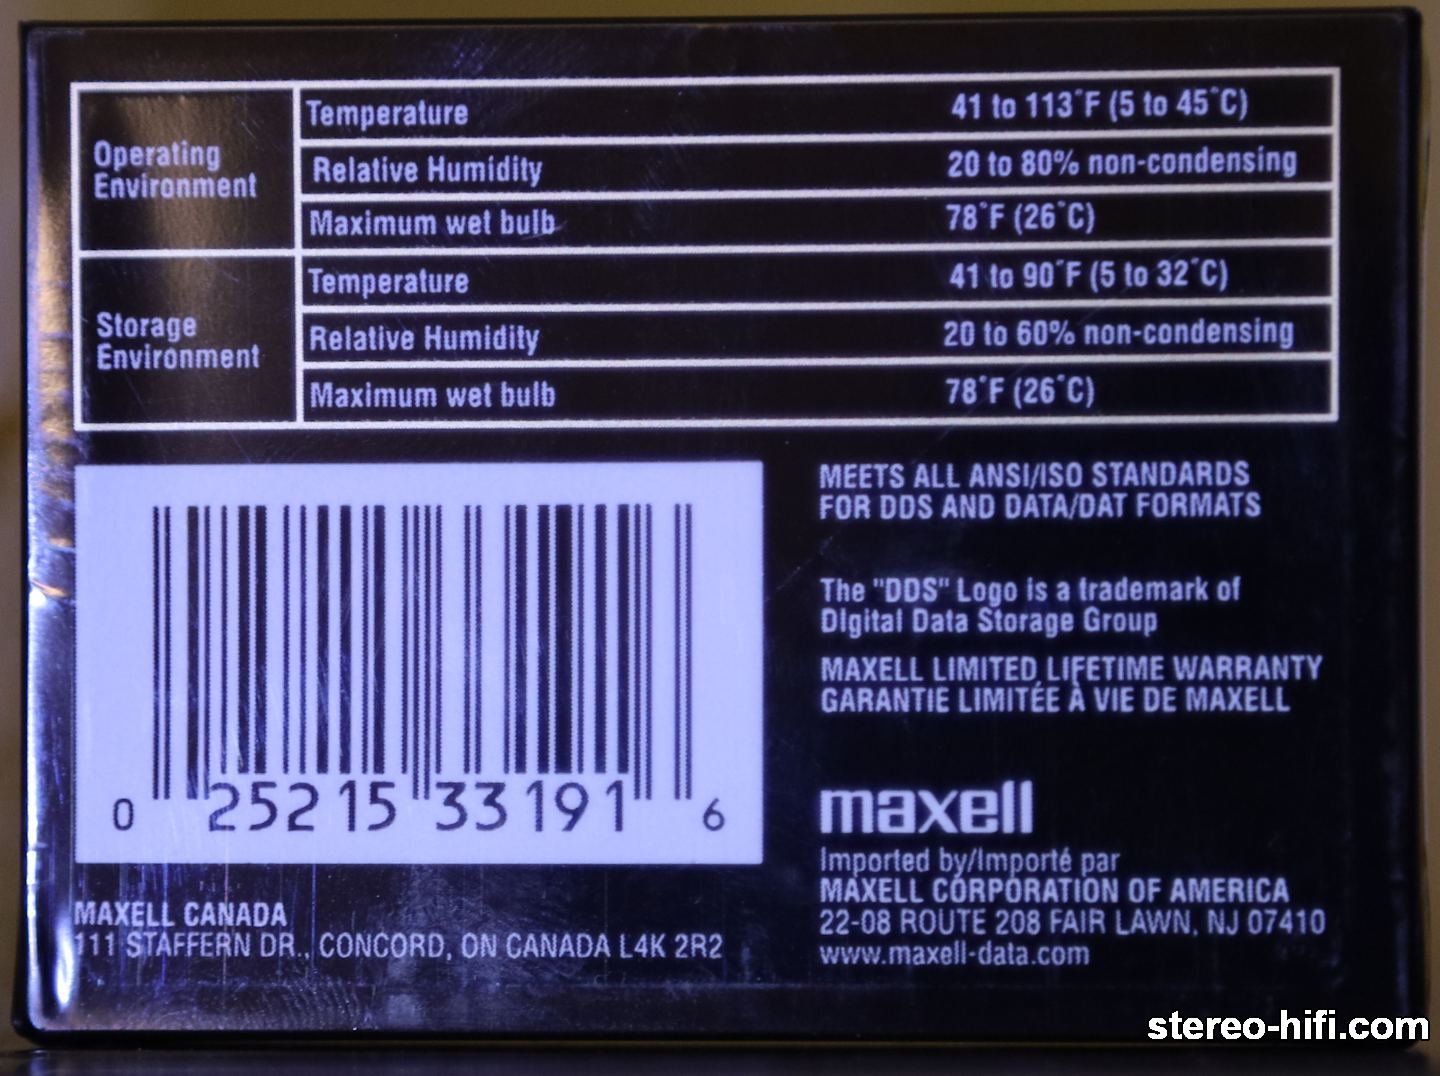 Operating
Environment
Temperature 41 to 113°F (5 to 45°C)
Relative Humidity 20 to 80% non-condensing
Maximum wet bulb 78°F (26°C)
Storage
Environment
Temperature 41 to 90°F (5 to 32°C)
Relative Humidity 20 to 60% non-condensing
Maximum wet bulb 78°F (26°C)
0 25215 33191 6
MAXELL CANADA
111 STAFFERN DR., CONCORD, ON CANADA L4K 2R2
MEETS ALL ANSI/ISO STANDARDS
FOR DDS AND DATA/DAT FORMATS
The "DDS" Logo is a trademark of
Digital Data Storage Group
MAXELL LIMITED LIFETIME WARRANTY
GARANTIE LIMITÉE À VIE DE MAXELL
maxell
Imported by/Importé par
MAXELL CORPORATION OF AMERICA
22-08 ROUTE 208 FAIR LAWN, NJ 07410
www.maxell-data.com
stereo-hifi.com